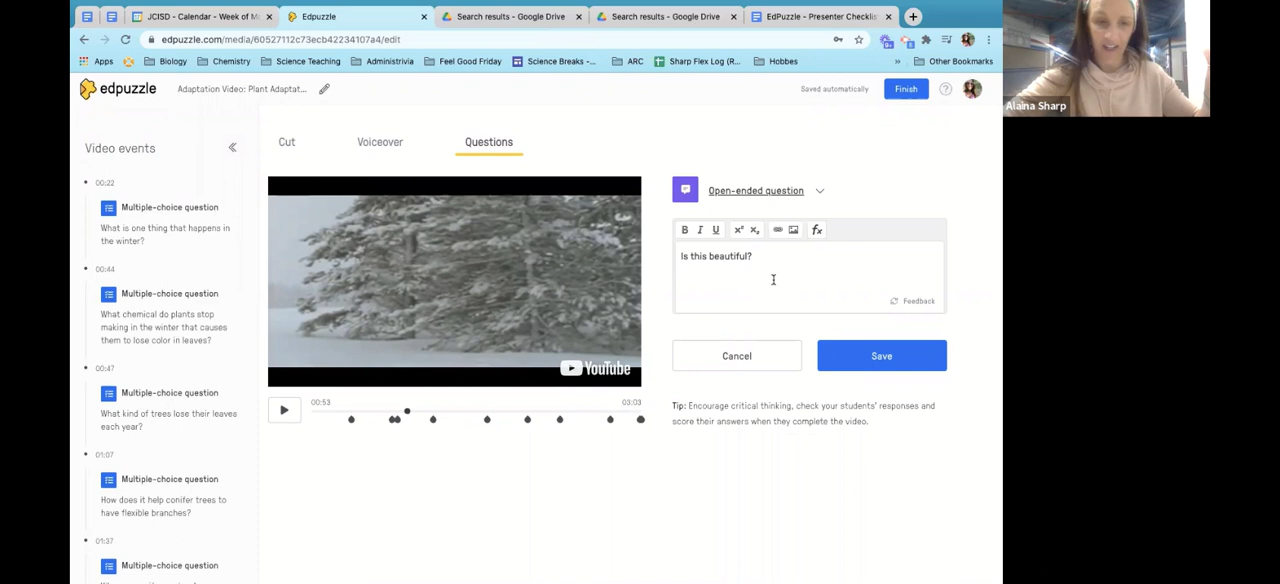 JCISD - Calendar - Week of M
Edpuzzle
Search results - Google Drive
Search results - Google Drive
EdPuzzle - Presenter Checklis
edpuzzle.com/media/60527112c73ecb42234107a4/edit
Apps
Biology
Chemistry
Science Teaching
Administrivia
Feel Good Friday
Science Breaks -...
ARC
Sharp Flex Log (R...
Hobbes
»
Other Bookmarks
Alaina Sharp
edpuzzle
Adaptation Video: Plant Adaptat...
Saved automatically
Finish
?
Video events
Cut
Voiceover
Questions
00:22
Multiple-choice question
What is one thing that happens in
the winter?
00:44
Multiple-choice question
What chemical do plants stop
making in the winter that causes
them to lose color in leaves?
00:47
Multiple-choice question
What kind of trees lose their leaves
each year?
01:07
Multiple-choice question
How does it help conifer trees to
have flexible branches?
01:37
Multiple-choice question
YouTube
00:53
03:03
Open-ended question
B I U x² x₂ fx
Is this beautiful?
Feedback
Cancel
Save
Tip: Encourage critical thinking, check your students' responses and
score their answers when they complete the video.